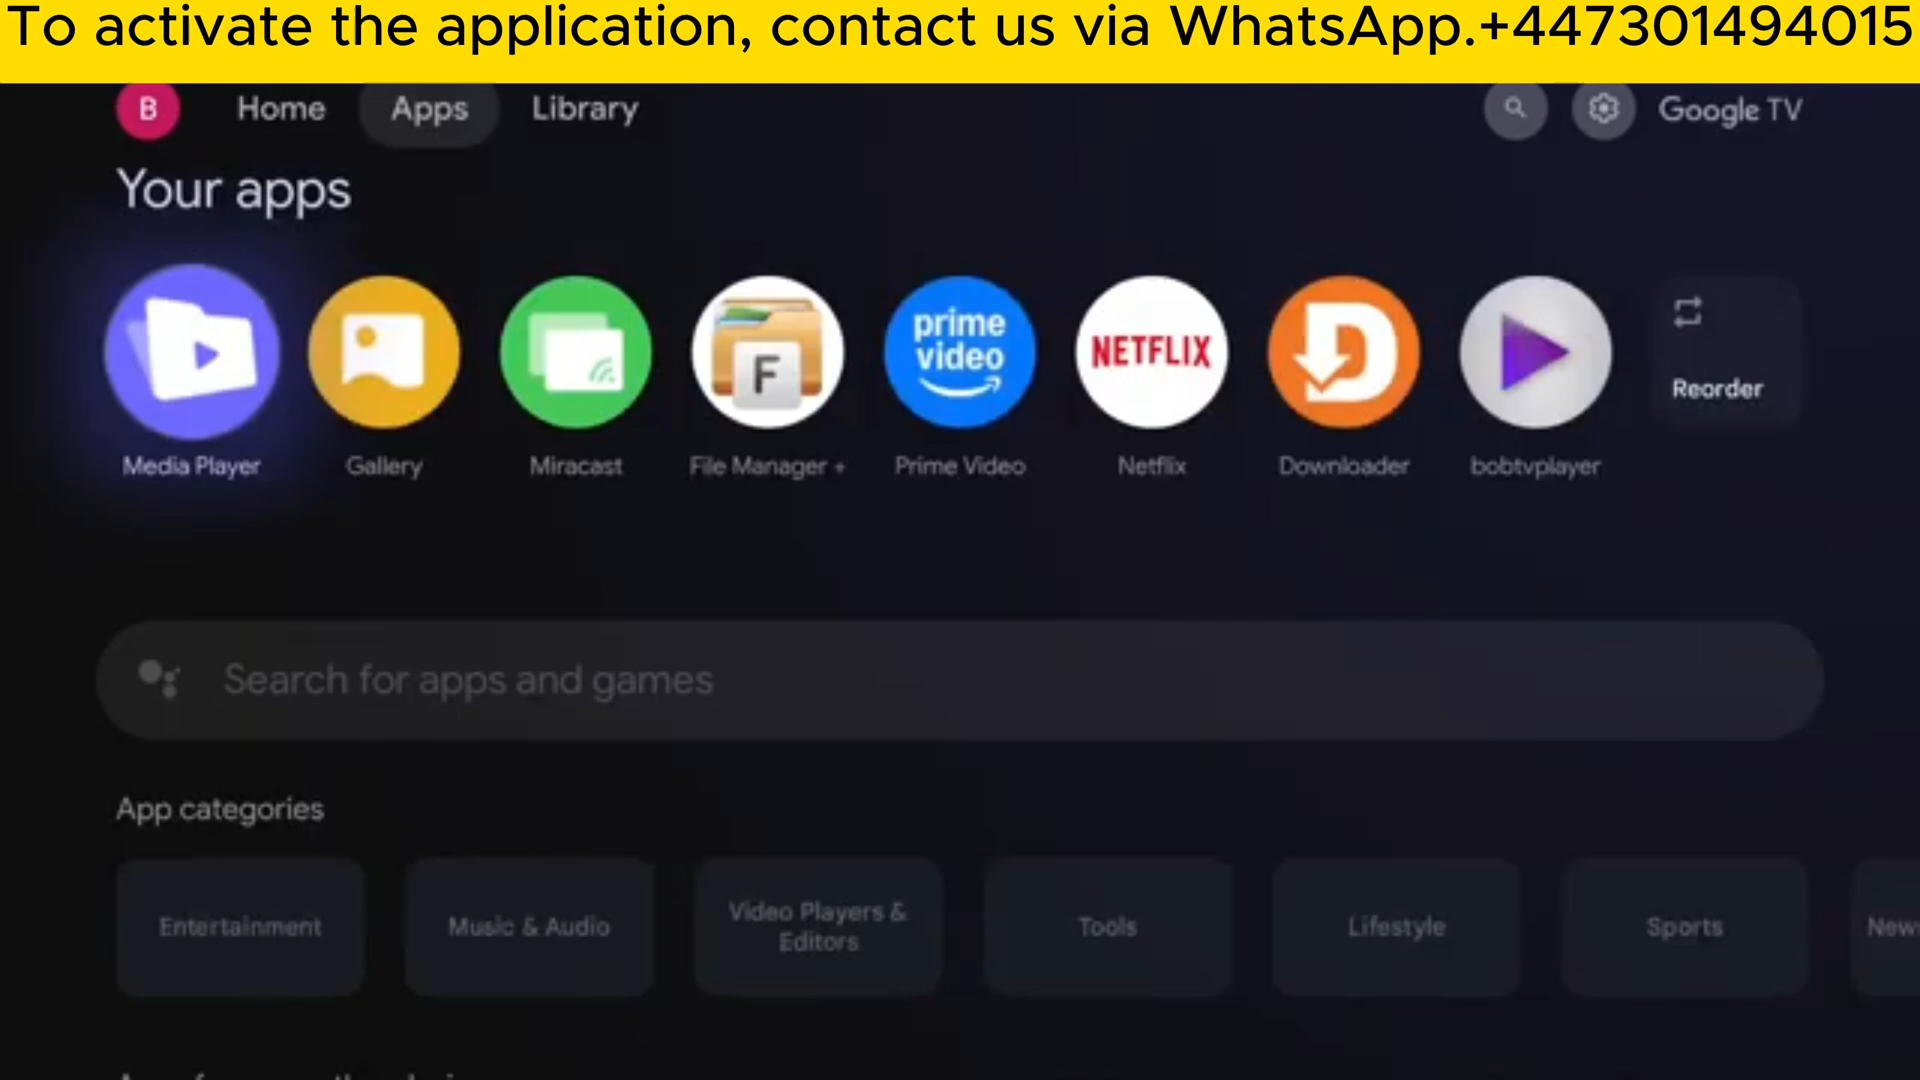 To activate the application, contact us via WhatsApp.+447301494015
B Home Apps Library Google TV
Your apps
F
prime
video
NETFLIX
D
Reorder
Media Player Gallery Miracast File Manager + Prime Video Netflix Downloader bobtvplayer
Search for apps and games
App categories
Entertainment
Music & Audio
Video Players &
Editors
Tools
Lifestyle
Sports